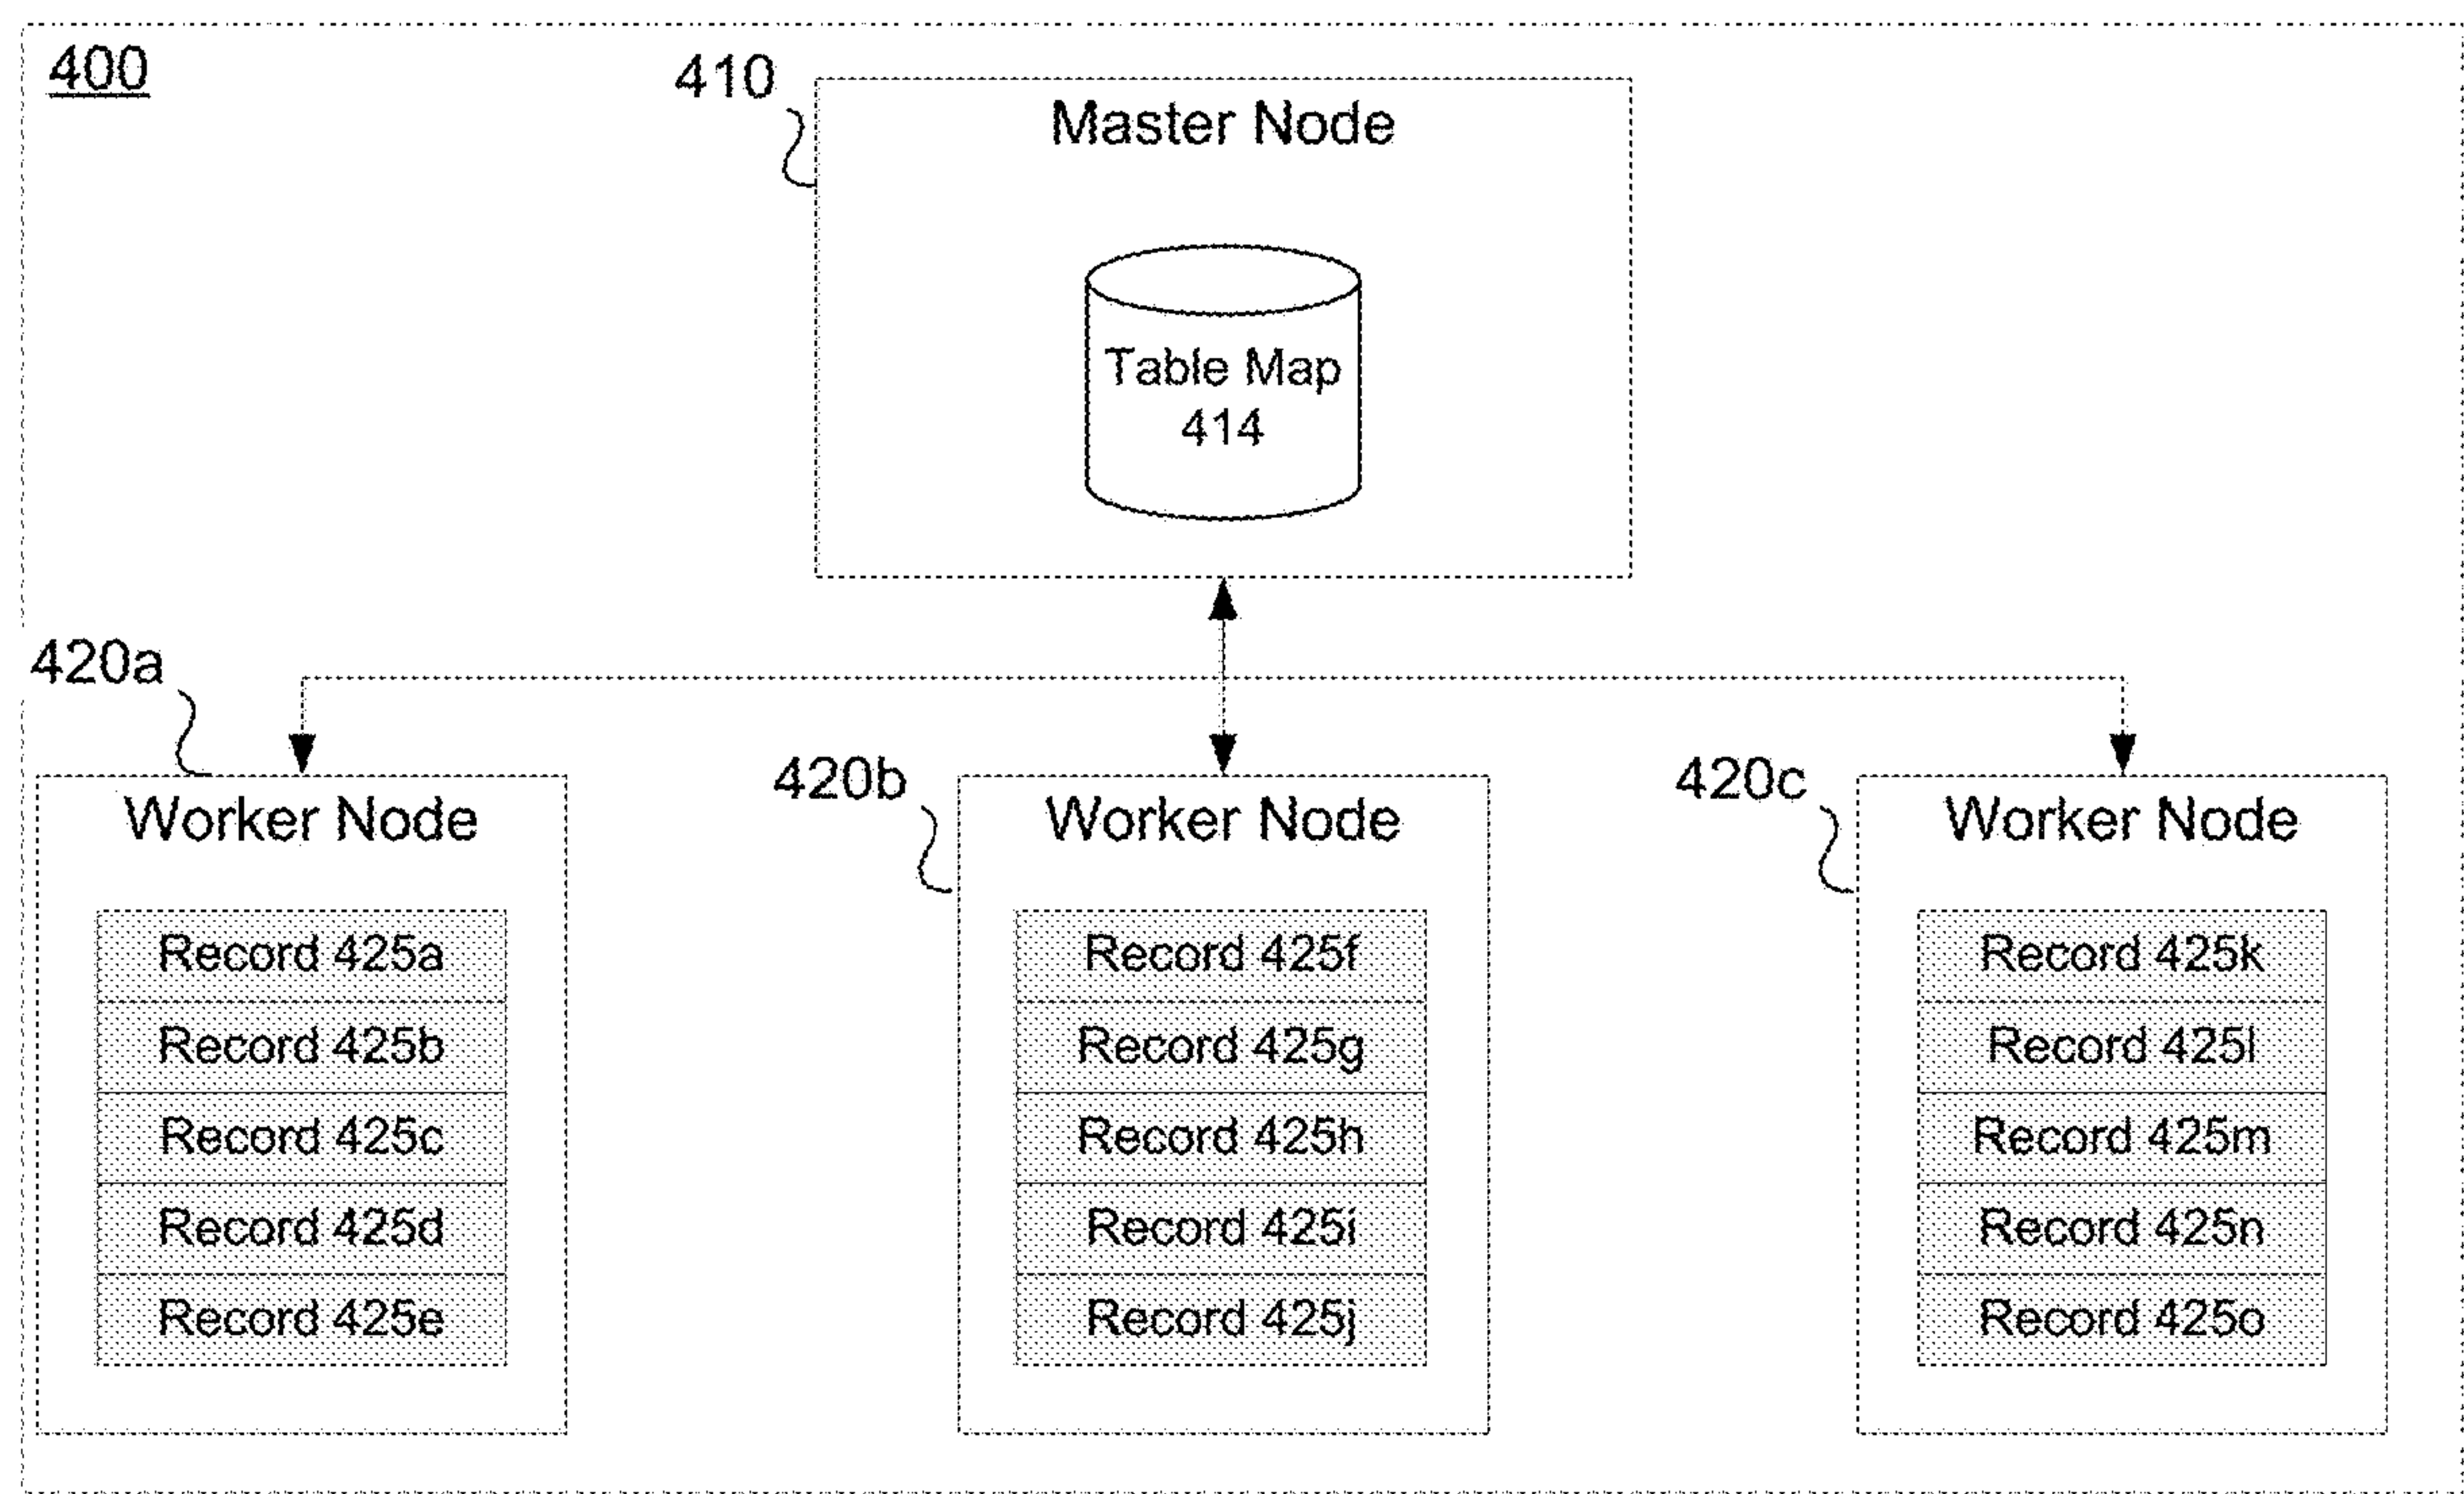 400
410
Master Node
Table Map
414
420a
420b
420c
Worker Node
Record 425a
Record 425b
Record 425c
Record 425d
Record 425e
Worker Node
Record 425f
Record 425g
Record 425h
Record 425i
Record 425j
Worker Node
Record 425k
Record 425l
Record 425m
Record 425n
Record 425o